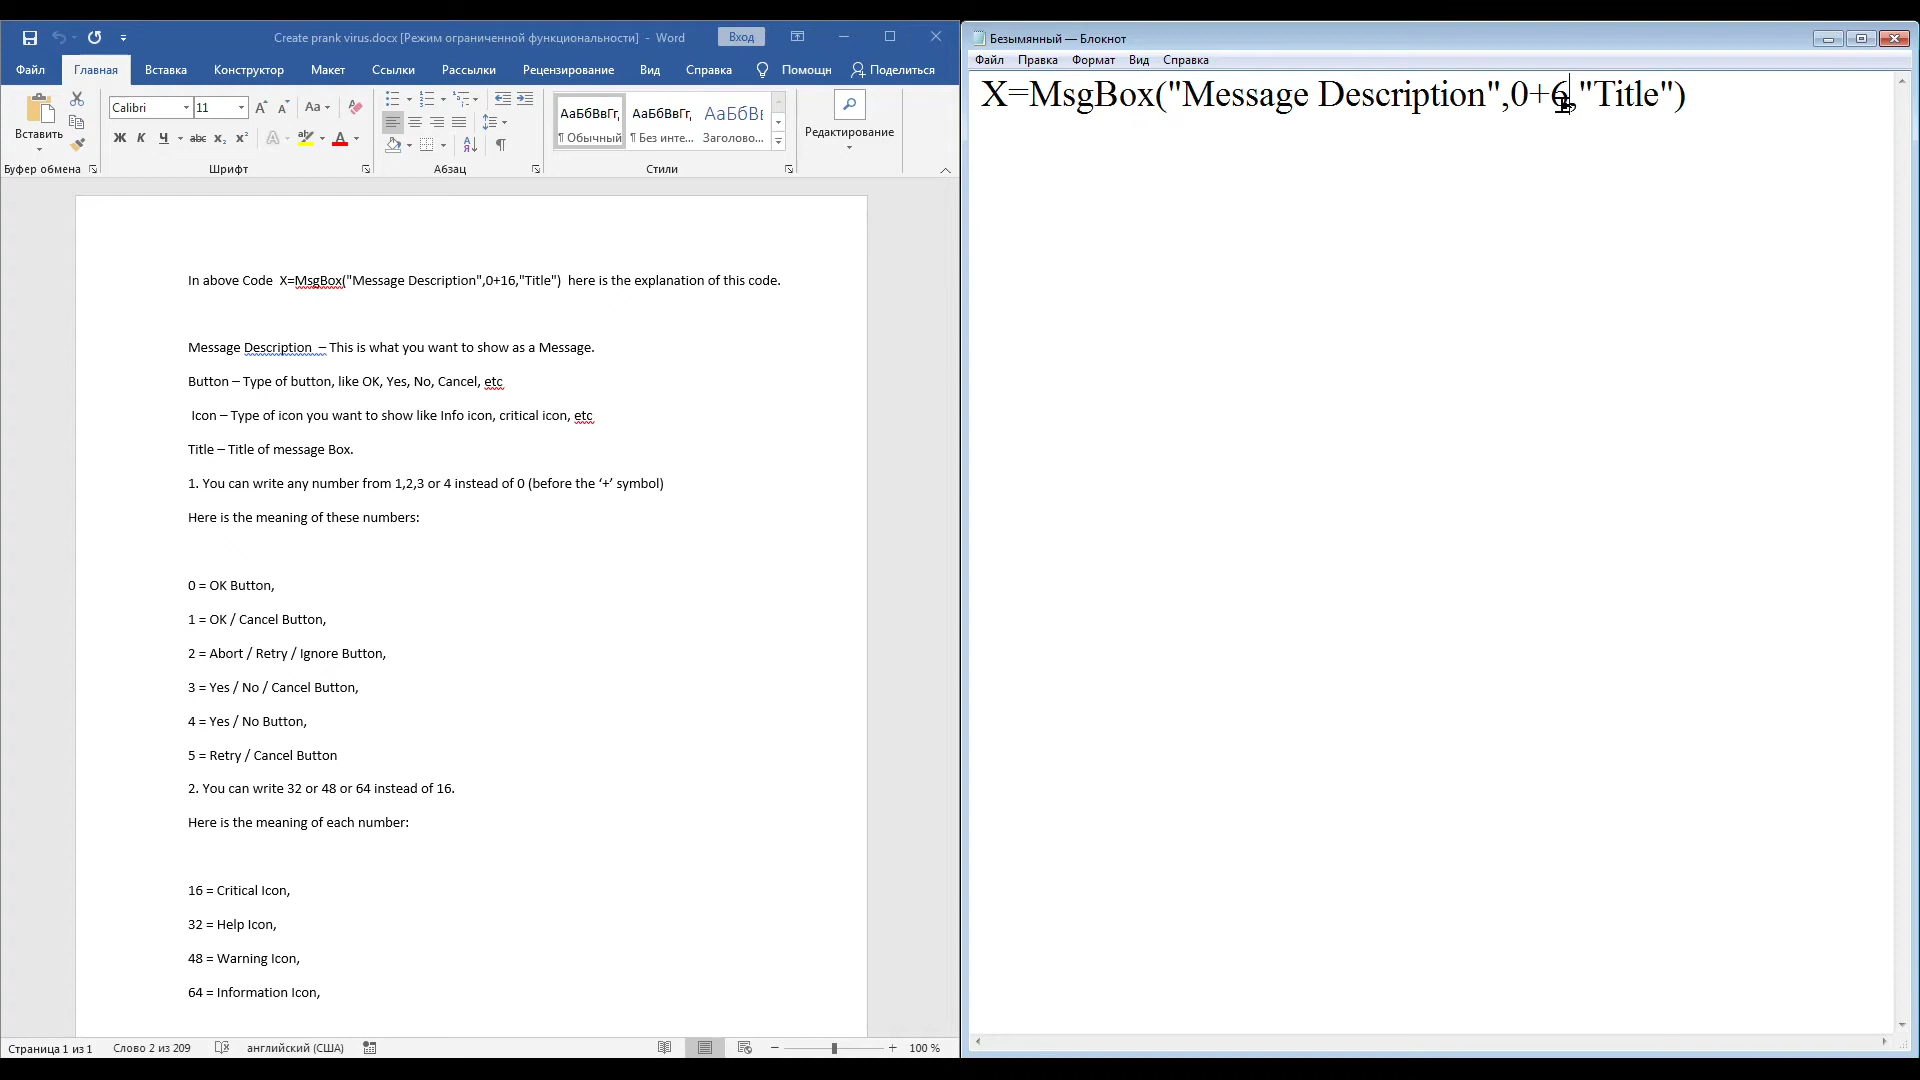 Create prank virus.docx [Режим ограниченной функциональности] - Word
Вход
Файл Главная Вставка Конструктор Макет Ссылки Рассылки Рецензирование Вид Справка Помощн Поделиться
Вставить
Calibri 11
Aa
Ж К Ч abc x₂ x² A A
АаБбВвГг, АаБбВвГг, АаБбВі
¶ Обычный ¶ Без инте... Заголово...
Редактирование
Буфер обмена Шрифт Абзац Стили
In above Code X=MsgBox("Message Description",0+16,"Title") here is the explanation of this code.
Message Description – This is what you want to show as a Message.
Button – Type of button, like OK, Yes, No, Cancel, etc
Icon – Type of icon you want to show like Info icon, critical icon, etc
Title – Title of message Box.
1. You can write any number from 1,2,3 or 4 instead of 0 (before the ‘+’ symbol)
Here is the meaning of these numbers:
0 = OK Button,
1 = OK / Cancel Button,
2 = Abort / Retry / Ignore Button,
3 = Yes / No / Cancel Button,
4 = Yes / No Button,
5 = Retry / Cancel Button
2. You can write 32 or 48 or 64 instead of 16.
Here is the meaning of each number:
16 = Critical Icon,
32 = Help Icon,
48 = Warning Icon,
64 = Information Icon,
Страница 1 из 1 Слово 2 из 209 английский (США) 100 %
Безымянный — Блокнот
Файл Правка Формат Вид Справка
X=MsgBox("Message Description",0+6,"Title")